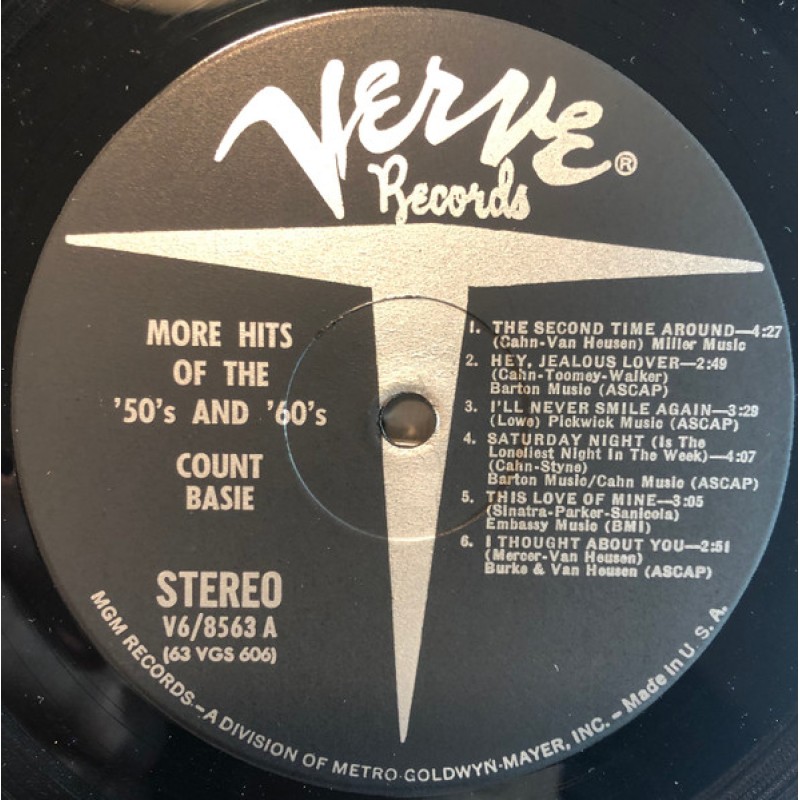 Verve®
Records
MORE HITS
OF THE
'50's AND '60's
COUNT
BASIE
STEREO
V6/8563 A
(63 VGS 606)
1. THE SECOND TIME AROUND—4:27
(Cahn-Van Heusen) Miller Music
2. HEY, JEALOUS LOVER—2:49
(Cahn-Toomey-Walker)
Barton Music (ASCAP)
3. I'LL NEVER SMILE AGAIN—3:29
(Lowe) Pickwick Music (ASCAP)
4. SATURDAY NIGHT (Is The
Loneliest Night In The Week)—4:07
(Cahn-Styne)
Barton Music/Cahn Music (ASCAP)
5. THIS LOVE OF MINE—3:05
(Sinatra-Parker-Sanicola)
Embassy Music (BMI)
6. I THOUGHT ABOUT YOU—2:51
(Mercer-Van Heusen)
Burke & Van Heusen (ASCAP)
MGM RECORDS—A DIVISION OF METRO-GOLDWYN-MAYER, INC.—Made in U. S. A.